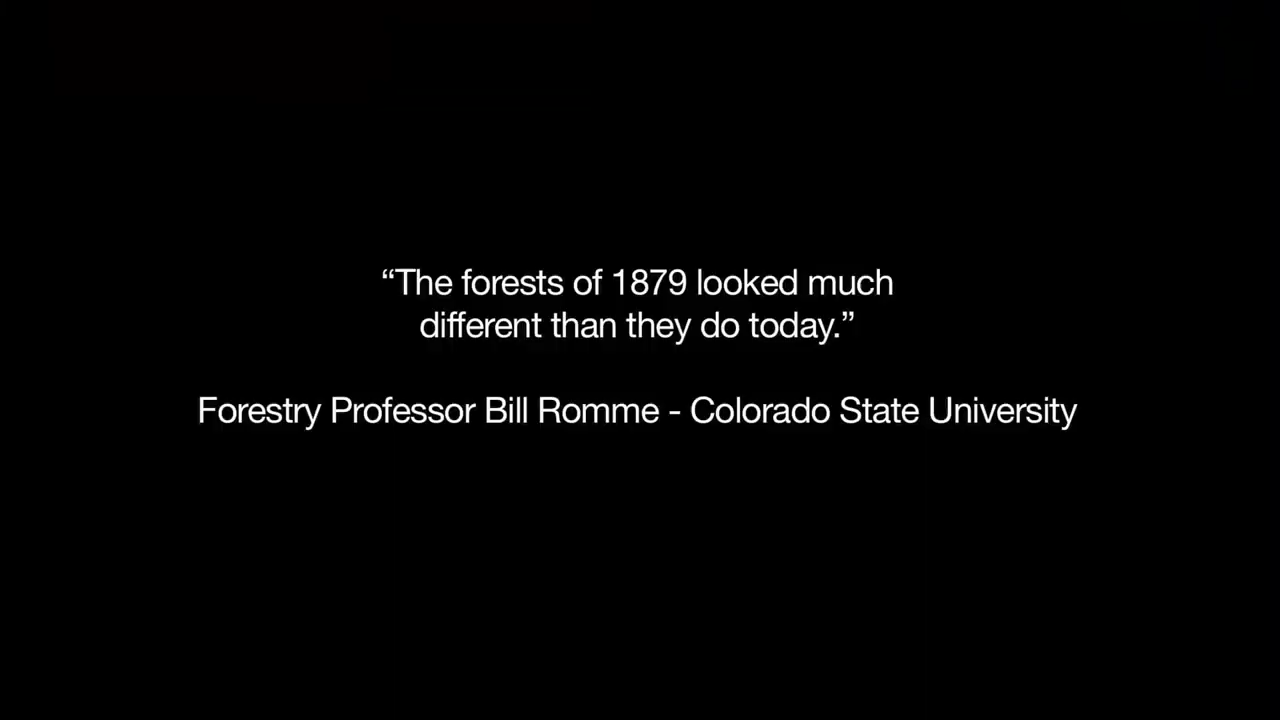 “The forests of 1879 looked much
different than they do today.”
Forestry Professor Bill Romme - Colorado State University